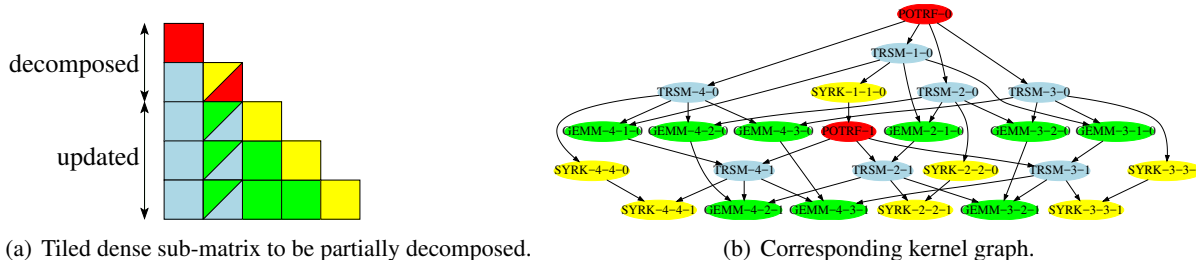 decomposed
updated
(a) Tiled dense sub-matrix to be partially decomposed.
POTRF−0
TRSM−1−0
TRSM−4−0 SYRK−1−1−0 TRSM−2−0 TRSM−3−0
GEMM−4−1−0 GEMM−4−2−0 GEMM−4−3−0 POTRF−1 GEMM−2−1−0 GEMM−3−2−0 GEMM−3−1−0
SYRK−4−4−0 TRSM−4−1 TRSM−2−1 SYRK−2−2−0 TRSM−3−1 SYRK−3−3−
SYRK−4−4−1 GEMM−4−2−1 GEMM−4−3−1 SYRK−2−2−1 GEMM−3−2−1 SYRK−3−3−1
(b) Corresponding kernel graph.